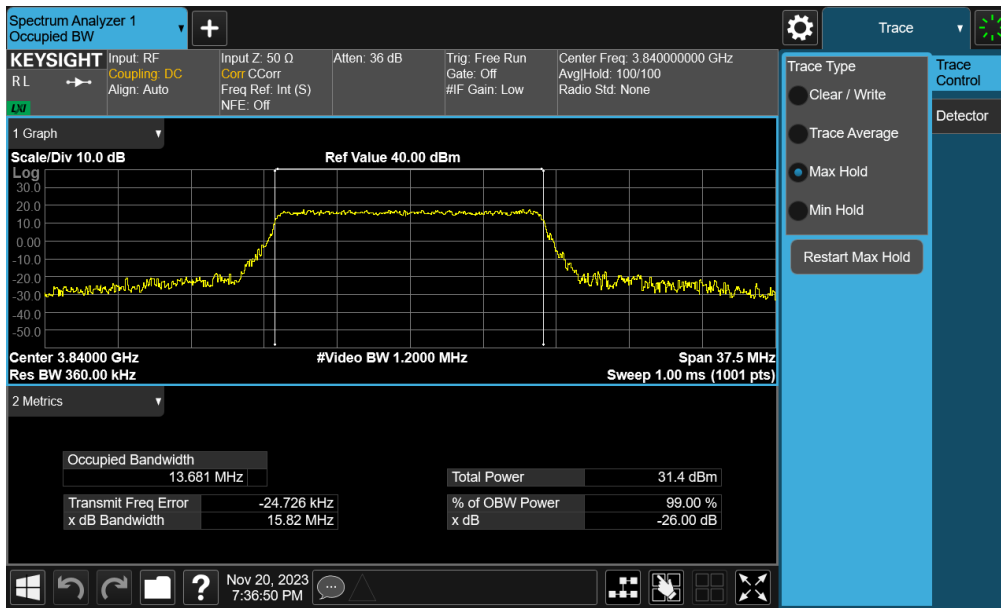 Spectrum Analyzer 1
Occupied BW
Trace
KEYSIGHT
R L
LXI
Input: RF
Coupling: DC
Align: Auto
Input Z: 50 Ω
Corr CCorr
Freq Ref: Int (S)
NFE: Off
Atten: 36 dB
Trig: Free Run
Gate: Off
#IF Gain: Low
Center Freq: 3.840000000 GHz
Avg|Hold: 100/100
Radio Std: None
Trace Type
Clear / Write
Trace Average
Max Hold
Min Hold
Restart Max Hold
Trace
Control
Detector
1 Graph
Scale/Div 10.0 dB
Ref Value 40.00 dBm
Log
30.0
20.0
10.0
0.00
-10.0
-20.0
-30.0
-40.0
-50.0
Center 3.84000 GHz
#Video BW 1.2000 MHz
Span 37.5 MHz
Res BW 360.00 kHz
Sweep 1.00 ms (1001 pts)
2 Metrics
Occupied Bandwidth
13.681 MHz
Total Power 31.4 dBm
Transmit Freq Error -24.726 kHz
% of OBW Power 99.00 %
x dB Bandwidth 15.82 MHz
x dB -26.00 dB
?
Nov 20, 2023
7:36:50 PM